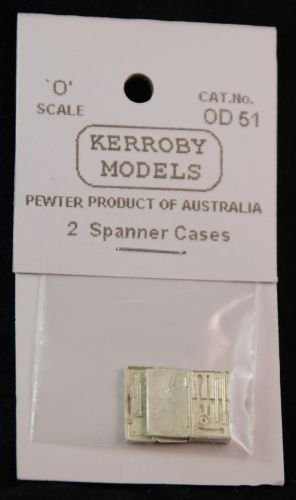 'O'
SCALE
CAT.No.
OD 51
KERROBY
MODELS
PEWTER PRODUCT OF AUSTRALIA
2 Spanner Cases